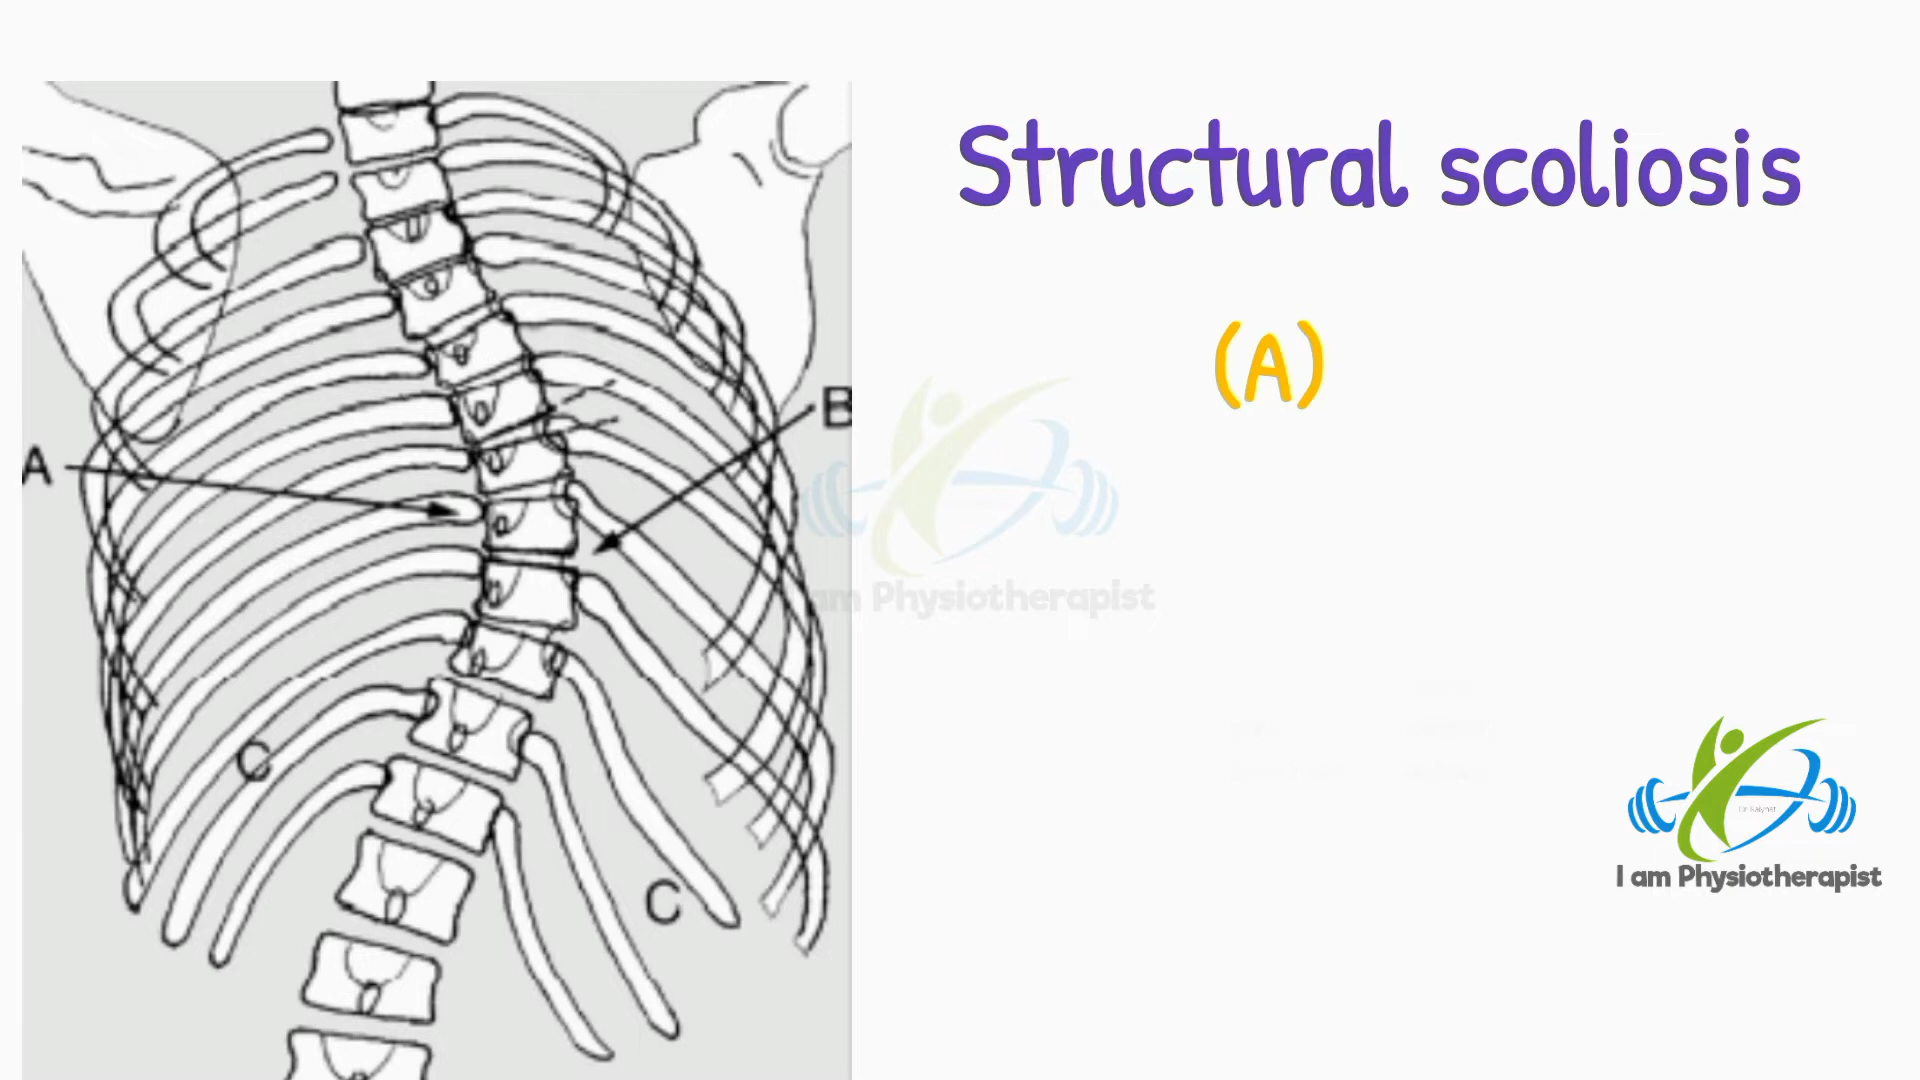 Structural scoliosis
(A)
A
B
C
C
am Physiotherapist
I am Physiotherapist